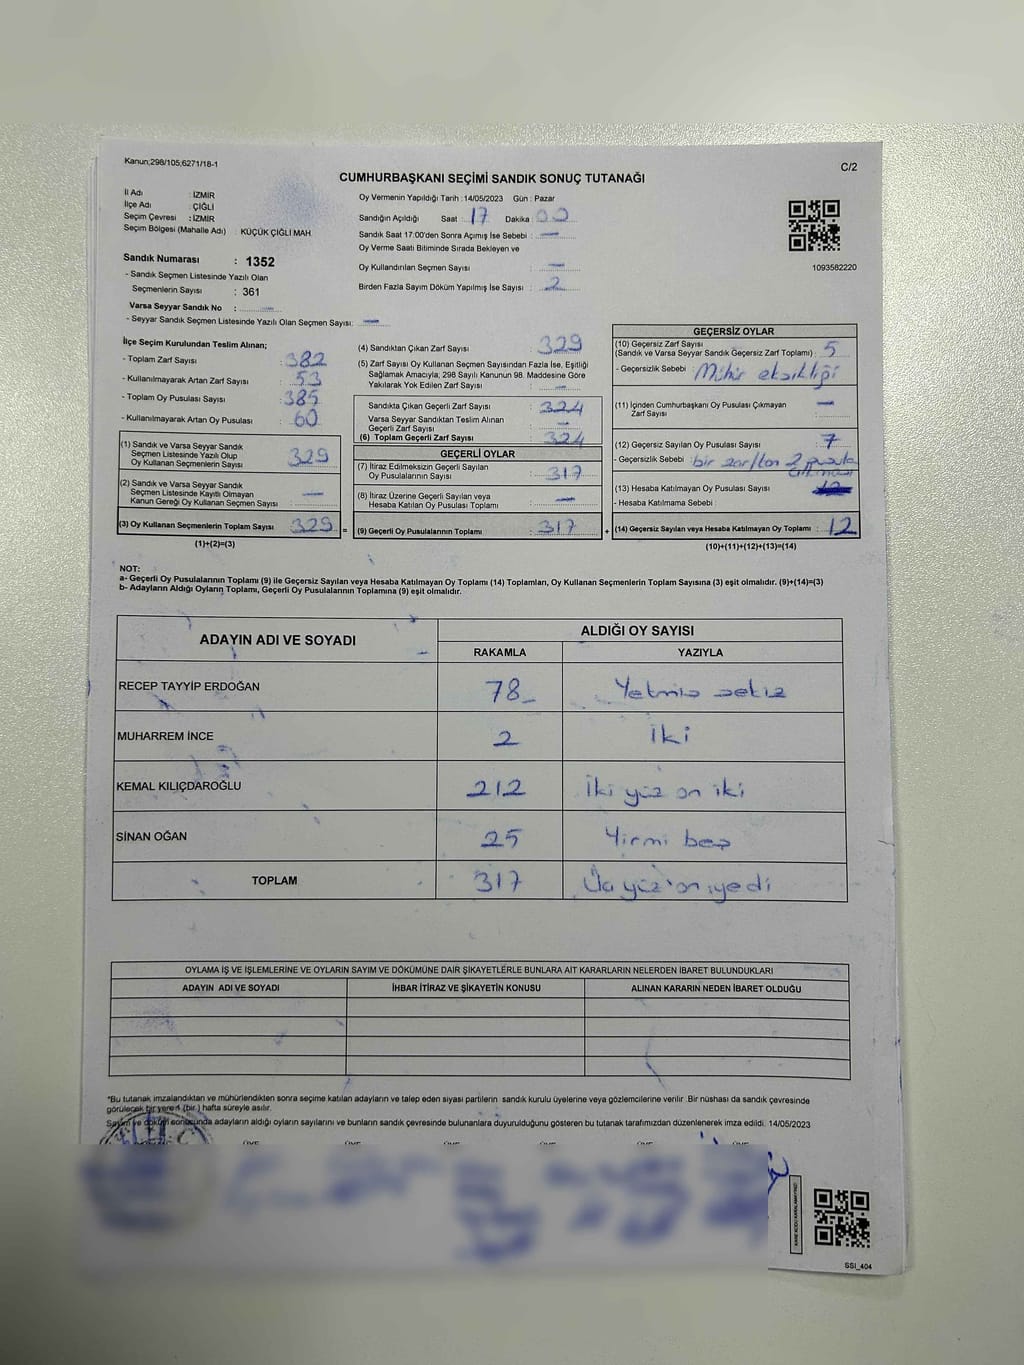 Kanun;298/105;6271/18-1
C/2
CUMHURBAŞKANI SEÇİMİ SANDIK SONUÇ TUTANAĞI
İl Adı : İZMİR
İlçe Adı : ÇİĞLİ
Seçim Çevresi : İZMİR
Seçim Bölgesi (Mahalle Adı) : KÜÇÜK ÇİĞLİ MAH.
Sandık Numarası : 1352
- Sandık Seçmen Listesinde Yazılı Olan
Seçmenlerin Sayısı : 361
Varsa Seyyar Sandık No : —
- Seyyar Sandık Seçmen Listesinde Yazılı Olan Seçmen Sayısı: —
Oy Vermenin Yapıldığı Tarih : 14/05/2023 Gün : Pazar
Sandığın Açıldığı Saat 17 Dakika 00
Sandık Saat 17:00'den Sonra Açımış İse Sebebi : —
Oy Verme Saati Bitiminde Sırada Bekleyen ve
Oy Kullandırılan Seçmen Sayısı : —
Birden Fazla Sayım Döküm Yapılmış İse Sayısı : 2
1093582220
İlçe Seçim Kurulundan Teslim Alınan;
- Toplam Zarf Sayısı : 382
- Kullanılmayarak Artan Zarf Sayısı : 53
- Toplam Oy Pusulası Sayısı : 385
- Kullanılmayarak Artan Oy Pusulası : 60
(1) Sandık ve Varsa Seyyar Sandık
Seçmen Listesinde Yazılı Olup
Oy Kullanan Seçmenlerin Sayısı : 329
(2) Sandık ve Varsa Seyyar Sandık
Seçmen Listesinde Kayıtlı Olmayan
Kanun Gereği Oy Kullanan Seçmen Sayısı : —
(3) Oy Kullanan Seçmenlerin Toplam Sayısı : 329 =
(1)+(2)=(3)
(4) Sandıktan Çıkan Zarf Sayısı : 329
(5) Zarf Sayısı Oy Kullanan Seçmen Sayısından Fazla İse, Eşitliği
Sağlamak Amacıyla, 298 Sayılı Kanunun 98. Maddesine Göre
Yakılarak Yok Edilen Zarf Sayısı : —
Sandıkta Çıkan Geçerli Zarf Sayısı : 324
Varsa Seyyar Sandıktan Teslim Alınan
Geçerli Zarf Sayısı : —
(6) Toplam Geçerli Zarf Sayısı : 324
GEÇERLİ OYLAR
(7) İtiraz Edilmeksizin Geçerli Sayılan
Oy Pusulalarının Sayısı : 317
(8) İtiraz Üzerine Geçerli Sayılan veya
Hesaba Katılan Oy Pusulası Toplamı : —
(9) Geçerli Oy Pusulalarının Toplamı : 317 +
GEÇERSİZ OYLAR
(10) Geçersiz Zarf Sayısı
(Sandık ve Varsa Seyyar Sandık Geçersiz Zarf Toplamı) : 5
- Geçersizlik Sebebi : Mühür eksikliği
(11) İçinden Cumhurbaşkanı Oy Pusulası Çıkmayan
Zarf Sayısı : —
(12) Geçersiz Sayılan Oy Pusulası Sayısı : 7
- Geçersizlik Sebebi : bir zarftan 2 pusula
(13) Hesaba Katılmayan Oy Pusulası Sayısı :
- Hesaba Katılmama Sebebi :
(14) Geçersiz Sayılan veya Hesaba Katılmayan Oy Toplamı : 12
(10)+(11)+(12)+(13)=(14)
NOT:
a- Geçerli Oy Pusulalarının Toplamı (9) ile Geçersiz Sayılan veya Hesaba Katılmayan Oy Toplamı (14) Toplamları, Oy Kullanan Seçmenlerin Toplam Sayısına (3) eşit olmalıdır. (9)+(14)=(3)
b- Adayların Aldığı Oyların Toplamı, Geçerli Oy Pusulalarının Toplamına (9) eşit olmalıdır.
ADAYIN ADI VE SOYADI
ALDIĞI OY SAYISI
RAKAMLA YAZIYLA
RECEP TAYYİP ERDOĞAN 78 Yetmiş sekiz
MUHARREM İNCE 2 İki
KEMAL KILIÇDAROĞLU 212 İki yüz on iki
SİNAN OĞAN 25 Yirmi beş
TOPLAM 317 Üç yüz on yedi
OYLAMA İŞ VE İŞLEMLERİNE VE OYLARIN SAYIM VE DÖKÜMÜNE DAİR ŞİKAYETLERLE BUNLARA AİT KARARLARIN NELERDEN İBARET BULUNDUKLARI
ADAYIN ADI VE SOYADI İHBAR İTİRAZ VE ŞİKAYETİN KONUSU ALINAN KARARIN NEDEN İBARET OLDUĞU
*Bu tutanak imzalandıktan ve mühürlendikten sonra seçime katılan adayların ve talep eden siyasi partilerin sandık kurulu üyelerine veya gözlemcilerine verilir .Bir nüshası da sandık çevresinde
görülecek bir yere 1 (bir ) hafta süreyle asılır.
Sayım ve döküm sonucunda adayların aldığı oyların sayılarını ve bunların sandık çevresinde bulunanlara duyurulduğunu gösteren bu tutanak tarafımızdan düzenlenerek imza edildi. 14/05/2023
SSI_404